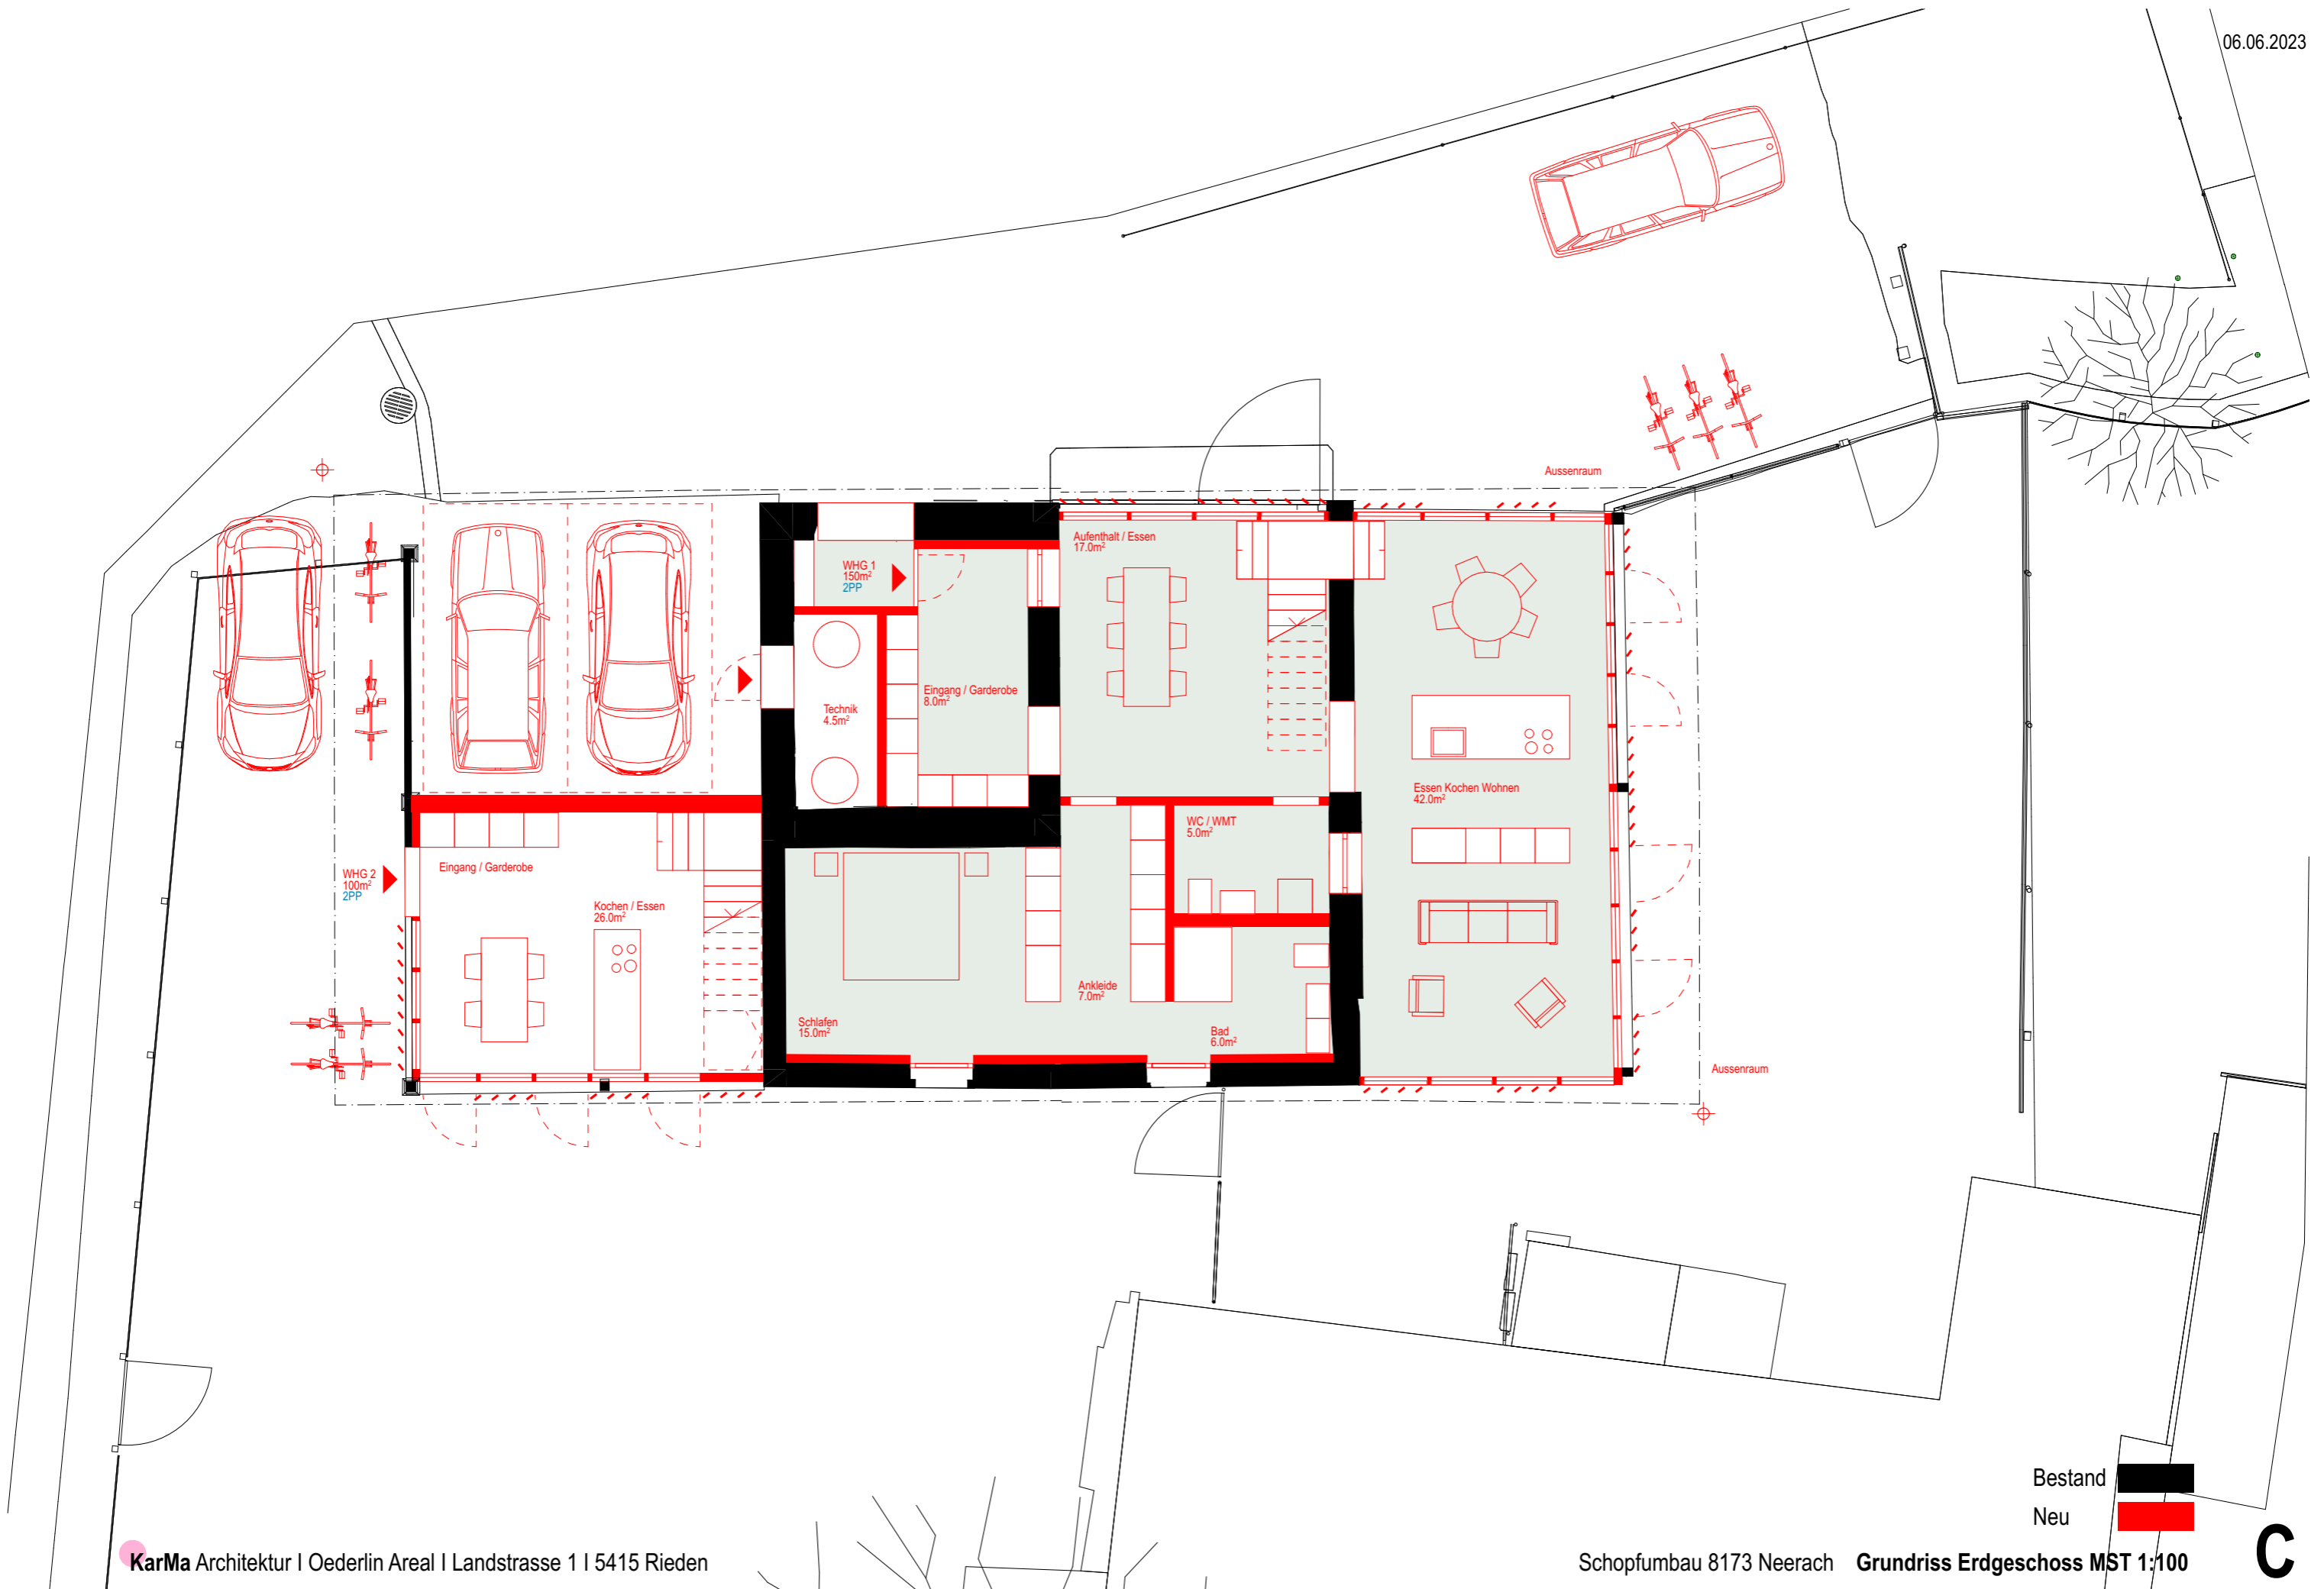 06.06.2023
Aussenraum
Aufenthalt / Essen
17.0m²
WHG 1
150m²
2PP
Eingang / Garderobe
8.0m²
Technik
4.5m²
Essen Kochen Wohnen
42.0m²
WC / WMT
5.0m²
Eingang / Garderobe
WHG 2
100m²
2PP
Kochen / Essen
26.0m²
Ankleide
7.0m²
Schlafen
15.0m²
Bad
6.0m²
Aussenraum
Bestand
Neu
KarMa Architektur I Oederlin Areal I Landstrasse 1 I 5415 Rieden
Schopfumbau 8173 Neerach Grundriss Erdgeschoss MST 1:100
C